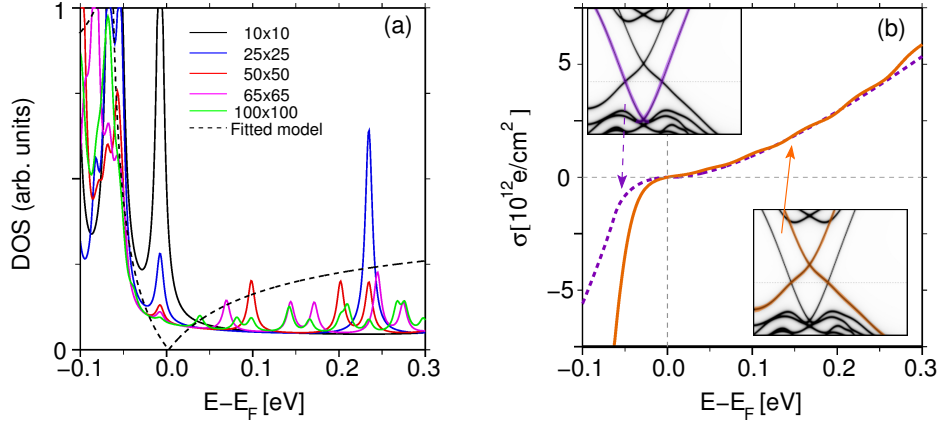 (a)
10x10
25x25
50x50
65x65
100x100
Fitted model
DOS (arb. units)
1
0
−0.1
0.0
0.1
0.2
0.3
E−E_F [eV]
(b)
σ[10^12 e/cm^2]
5
0
−5
−0.1
0.0
0.1
0.2
0.3
E−E_F [eV]